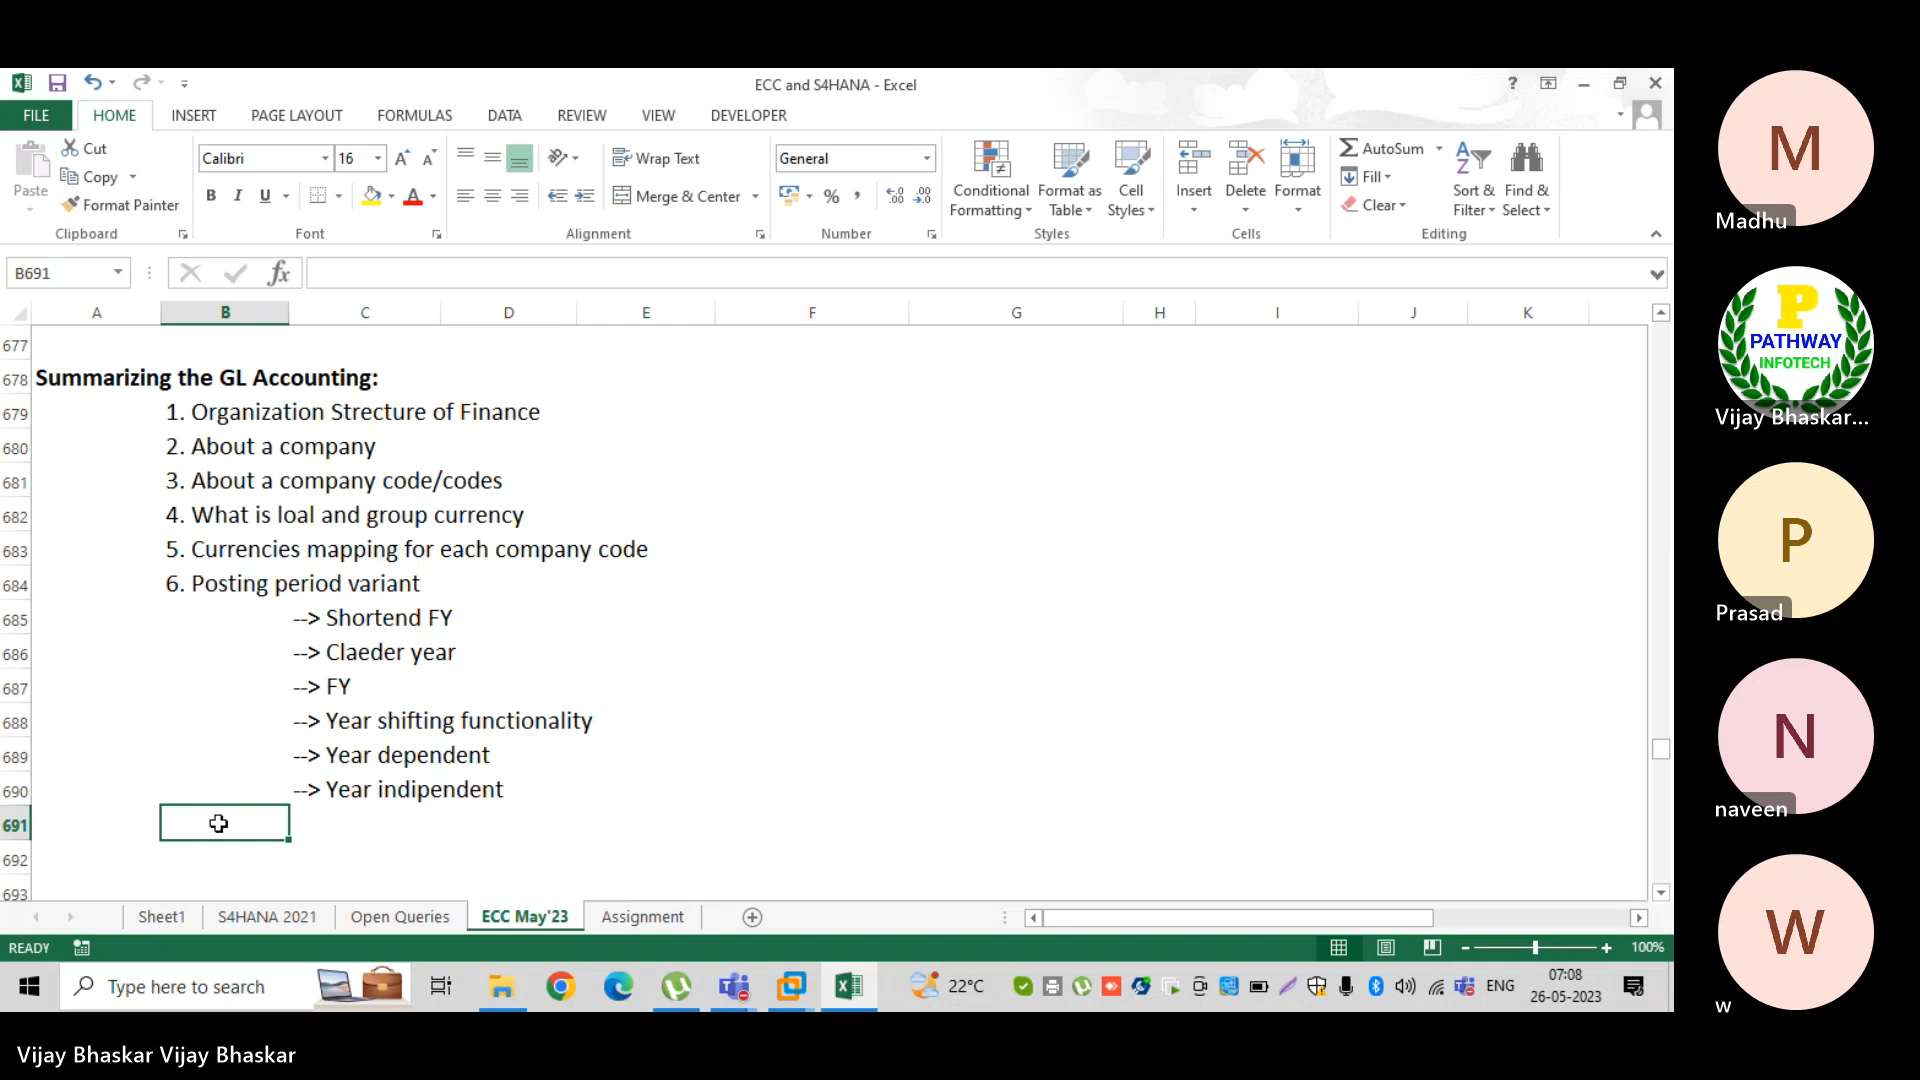 ECC and S4HANA - Excel
?
FILE
HOME
INSERT
PAGE LAYOUT
FORMULAS
DATA
REVIEW
VIEW
DEVELOPER
Paste
Cut
Copy
Format Painter
Clipboard
Calibri
16
A A
B I U
A
Font
Wrap Text
Merge & Center
Alignment
General
% ,
Number
Conditional Formatting
Format as Table
Cell Styles
Styles
Insert
Delete
Format
Cells
AutoSum
Fill
Clear
Sort & Filter
Find & Select
Editing
B691
fx
A B C D E F G H I J K
677
678 Summarizing the GL Accounting:
679 1. Organization Strecture of Finance
680 2. About a company
681 3. About a company code/codes
682 4. What is loal and group currency
683 5. Currencies mapping for each company code
684 6. Posting period variant
685 --> Shortend FY
686 --> Claeder year
687 --> FY
688 --> Year shifting functionality
689 --> Year dependent
690 --> Year indipendent
691
692
693
Sheet1
S4HANA 2021
Open Queries
ECC May'23
Assignment
READY
100%
Type here to search
22°C
ENG
07:08
26-05-2023
M
Madhu
P
PATHWAY
INFOTECH
Vijay Bhaskar...
P
Prasad
N
naveen
W
w
Vijay Bhaskar Vijay Bhaskar